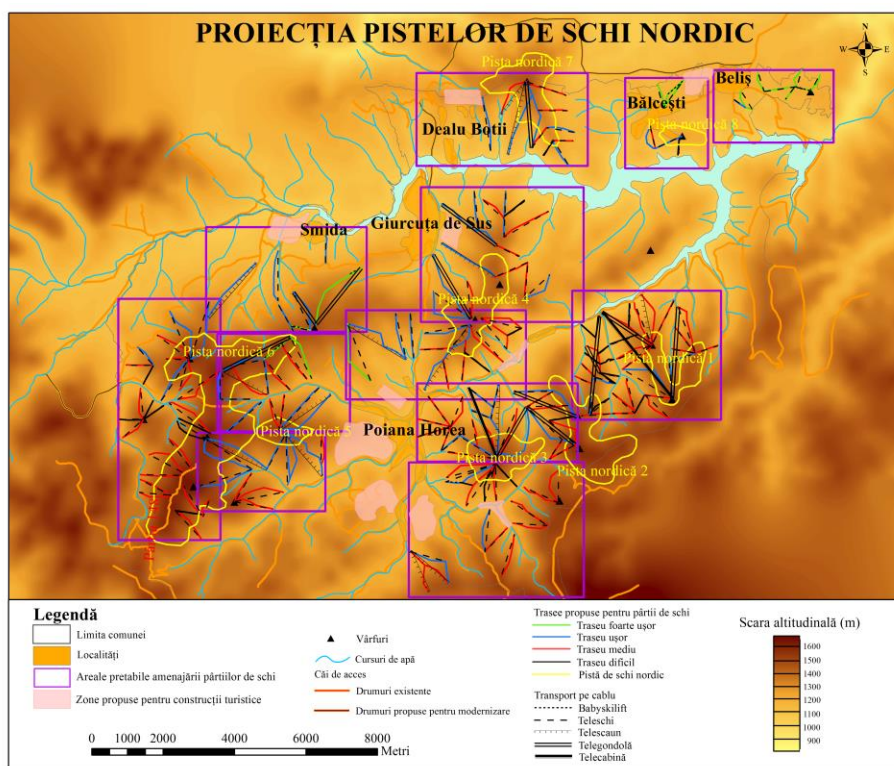 PROIECȚIA PISTELOR DE SCHI NORDIC
N
W E
S
Pista nordică 7
Beliș
Bălcești
Dealu Botii
Pista nordică 8
Giurcuța de Sus
Smida
Pista nordică 4
Pista nordică 6
Pista nordică 1
Pista nordică 5
Poiana Horea
Pista nordică 3
Pista nordică 2
Legendă
Limita comunei
Localități
Areale pretabile amenajării pârtiilor de schi
Zone propuse pentru construcții turistice
Vârfuri
Cursuri de apă
Căi de acces
Drumuri existente
Drumuri propuse pentru modernizare
0 1000 2000 4000 6000 8000
Metri
Trasee propuse pentru pârtii de schi
Traseu foarte ușor
Traseu ușor
Traseu mediu
Traseu dificil
Pistă de schi nordic
Transport pe cablu
Babyskilift
Teleschi
Telescaun
Telegondolă
Telecabină
Scara altitudinală (m)
1600
1500
1400
1300
1200
1100
1000
900